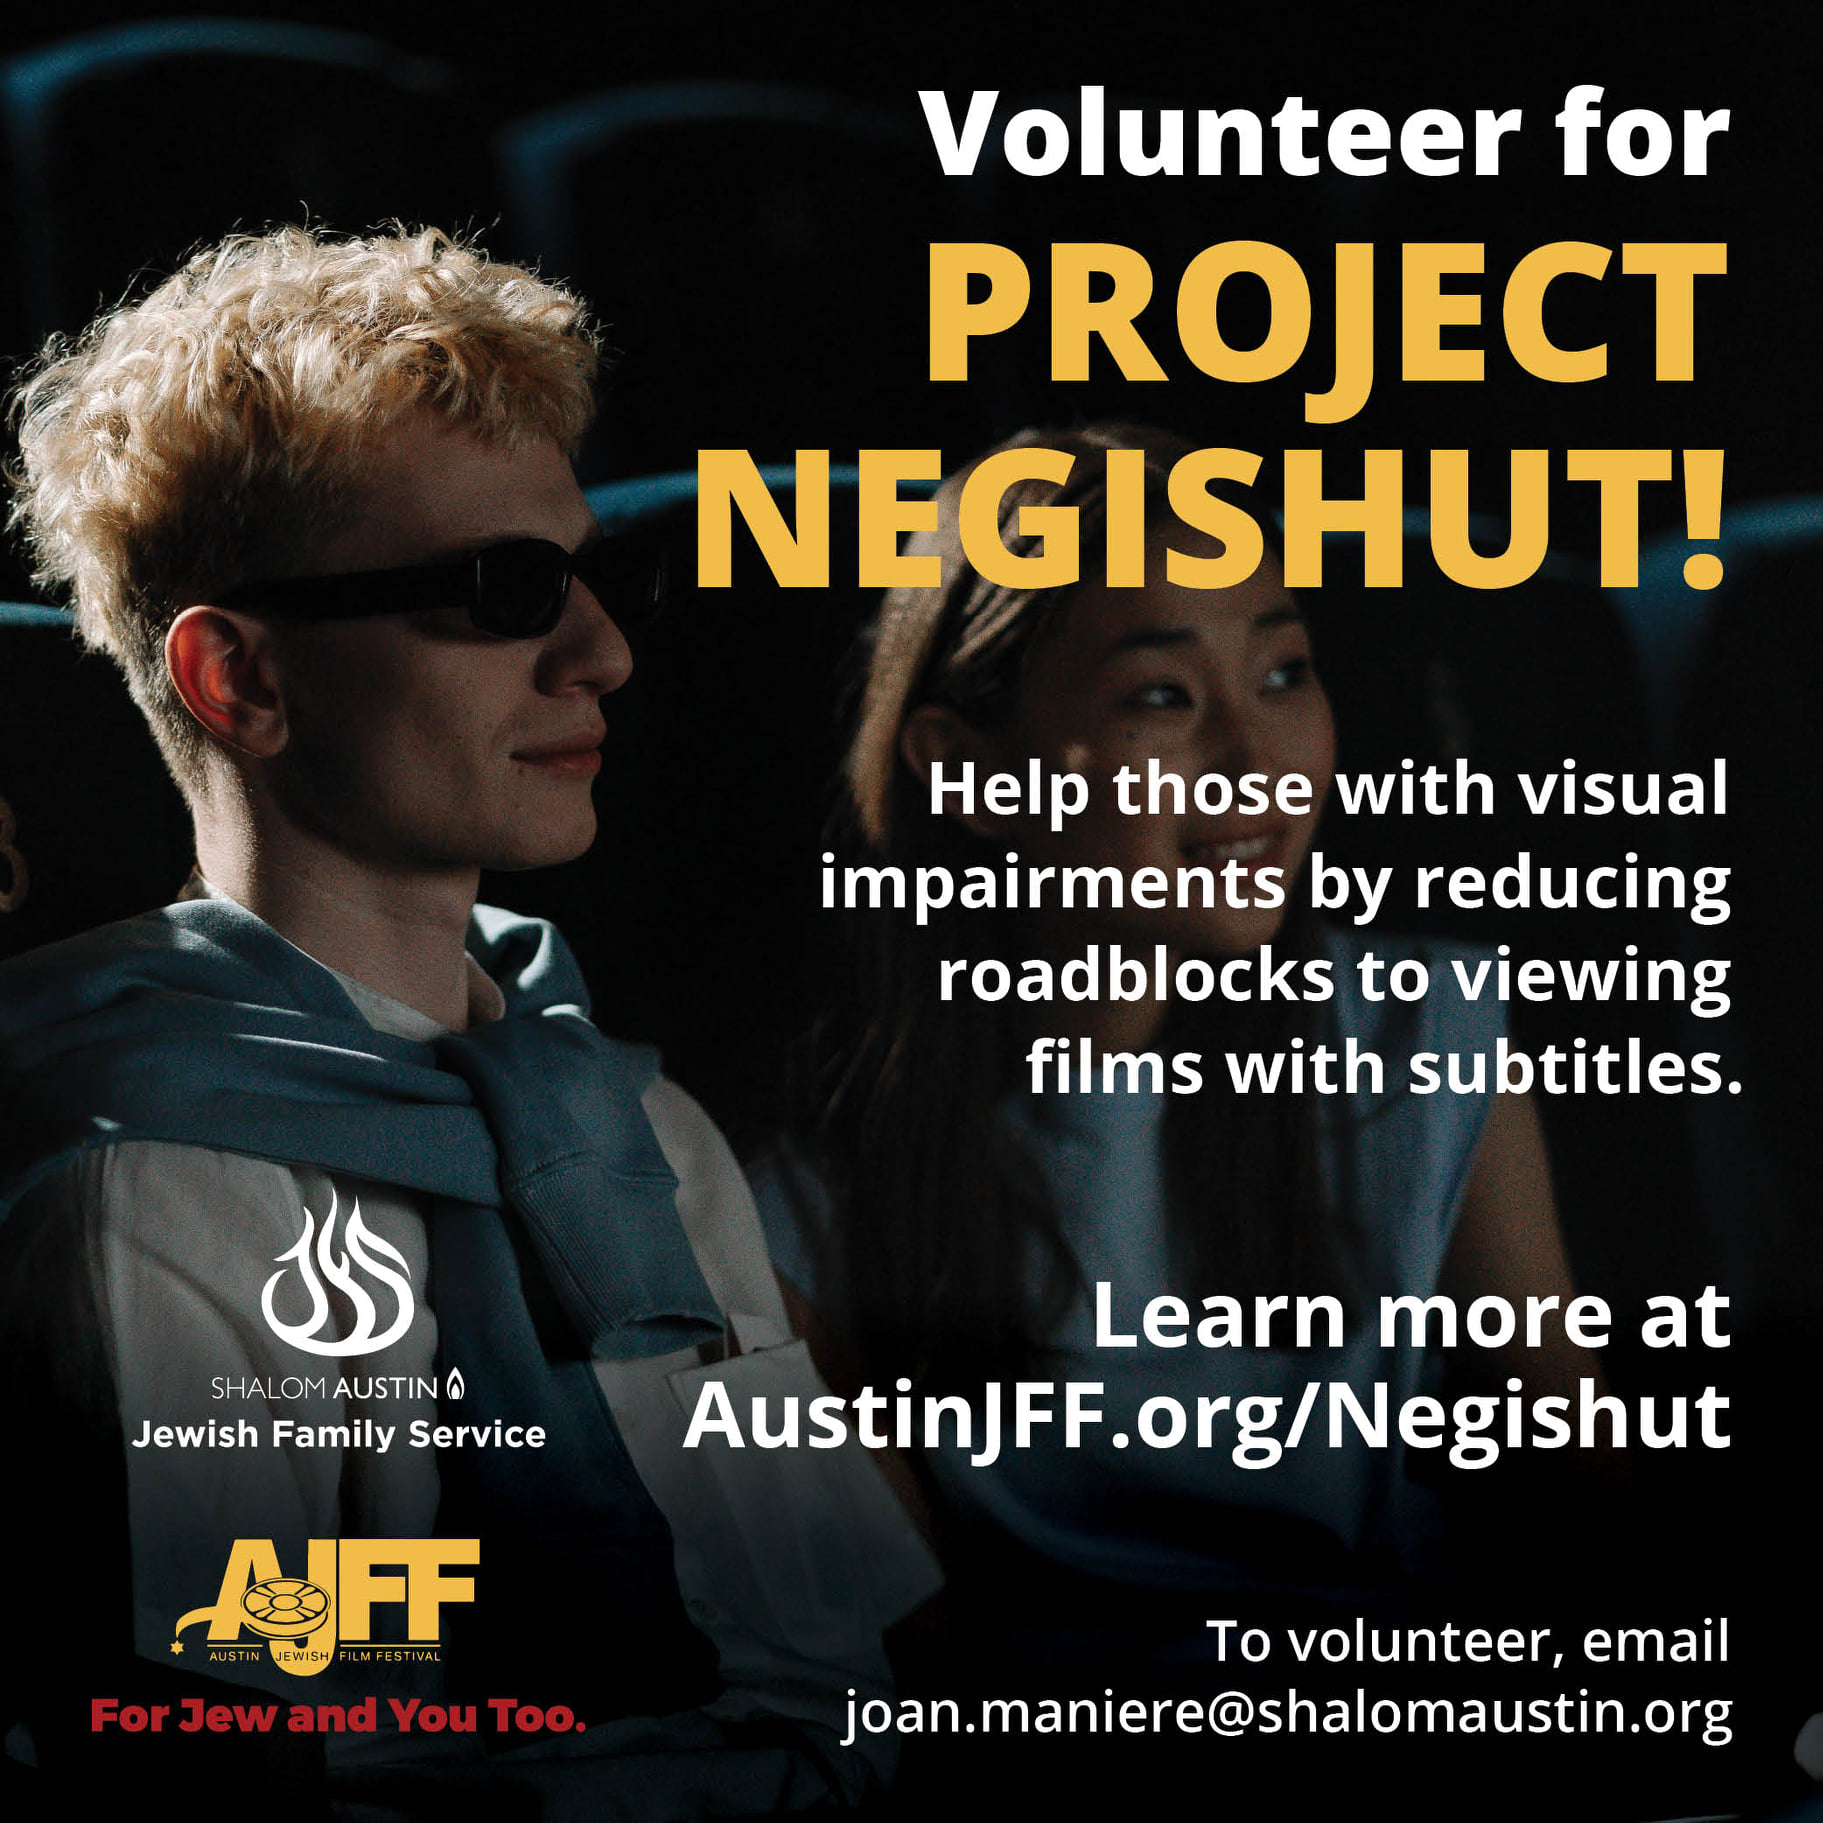 Volunteer for
PROJECT
NEGISHUT!
Help those with visual
impairments by reducing
roadblocks to viewing
films with subtitles.
Learn more at
AustinJFF.org/Negishut
To volunteer, email
joan.maniere@shalomaustin.org
SHALOM AUSTIN
Jewish Family Service
AJFF
AUSTIN JEWISH FILM FESTIVAL
For Jew and You Too.